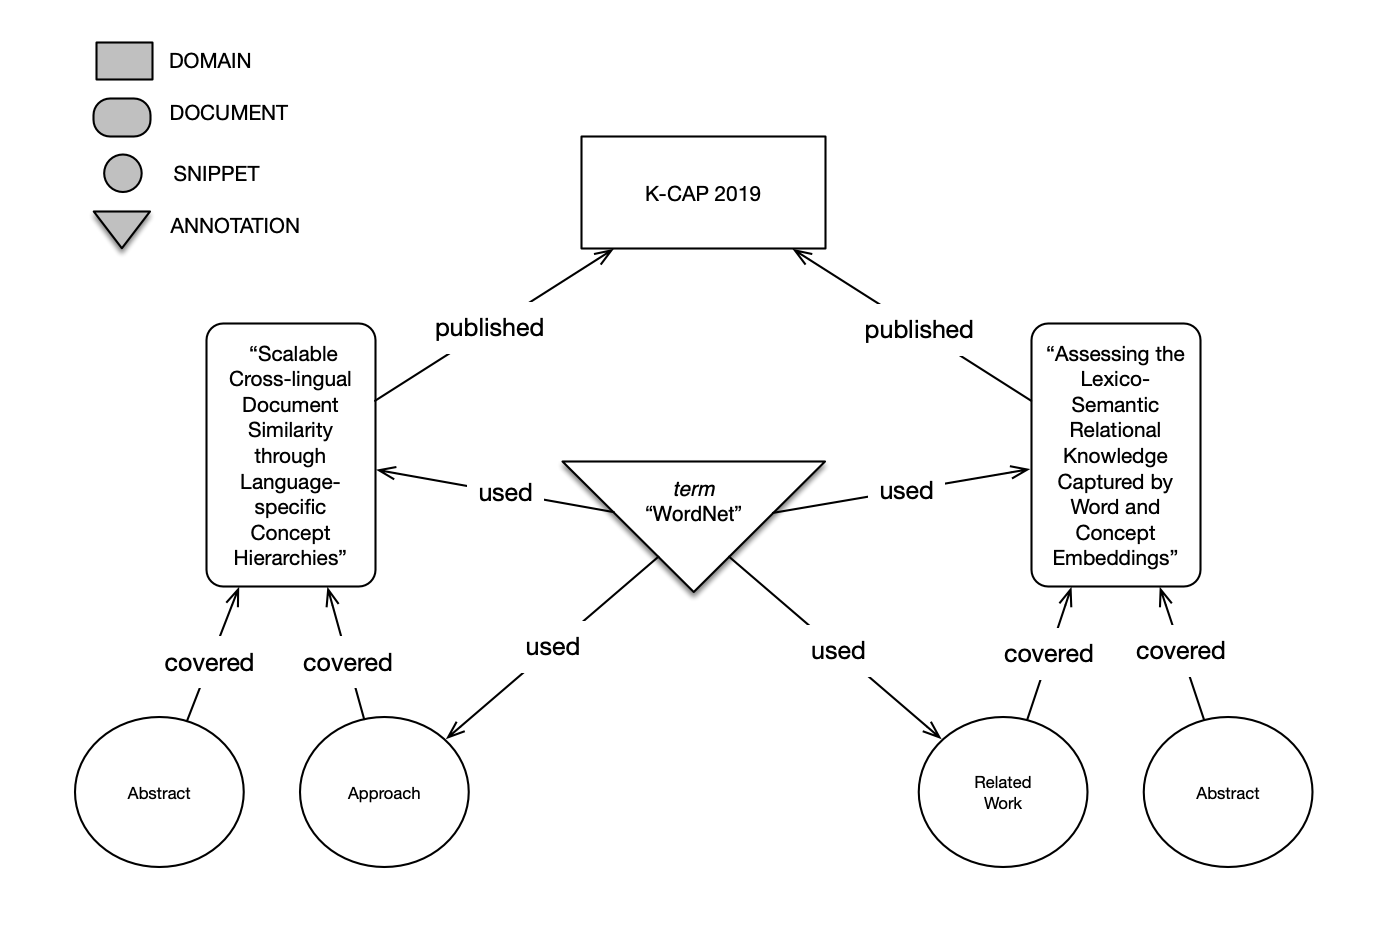 DOMAIN
DOCUMENT
SNIPPET
ANNOTATION
K-CAP 2019
published
published
“Scalable
Cross-lingual
Document
Similarity
through
Language-
specific
Concept
Hierarchies”
“Assessing the
Lexico-
Semantic
Relational
Knowledge
Captured by
Word and
Concept
Embeddings”
term
“WordNet”
used
used
used
used
covered
covered
covered
covered
Abstract
Approach
Related
Work
Abstract